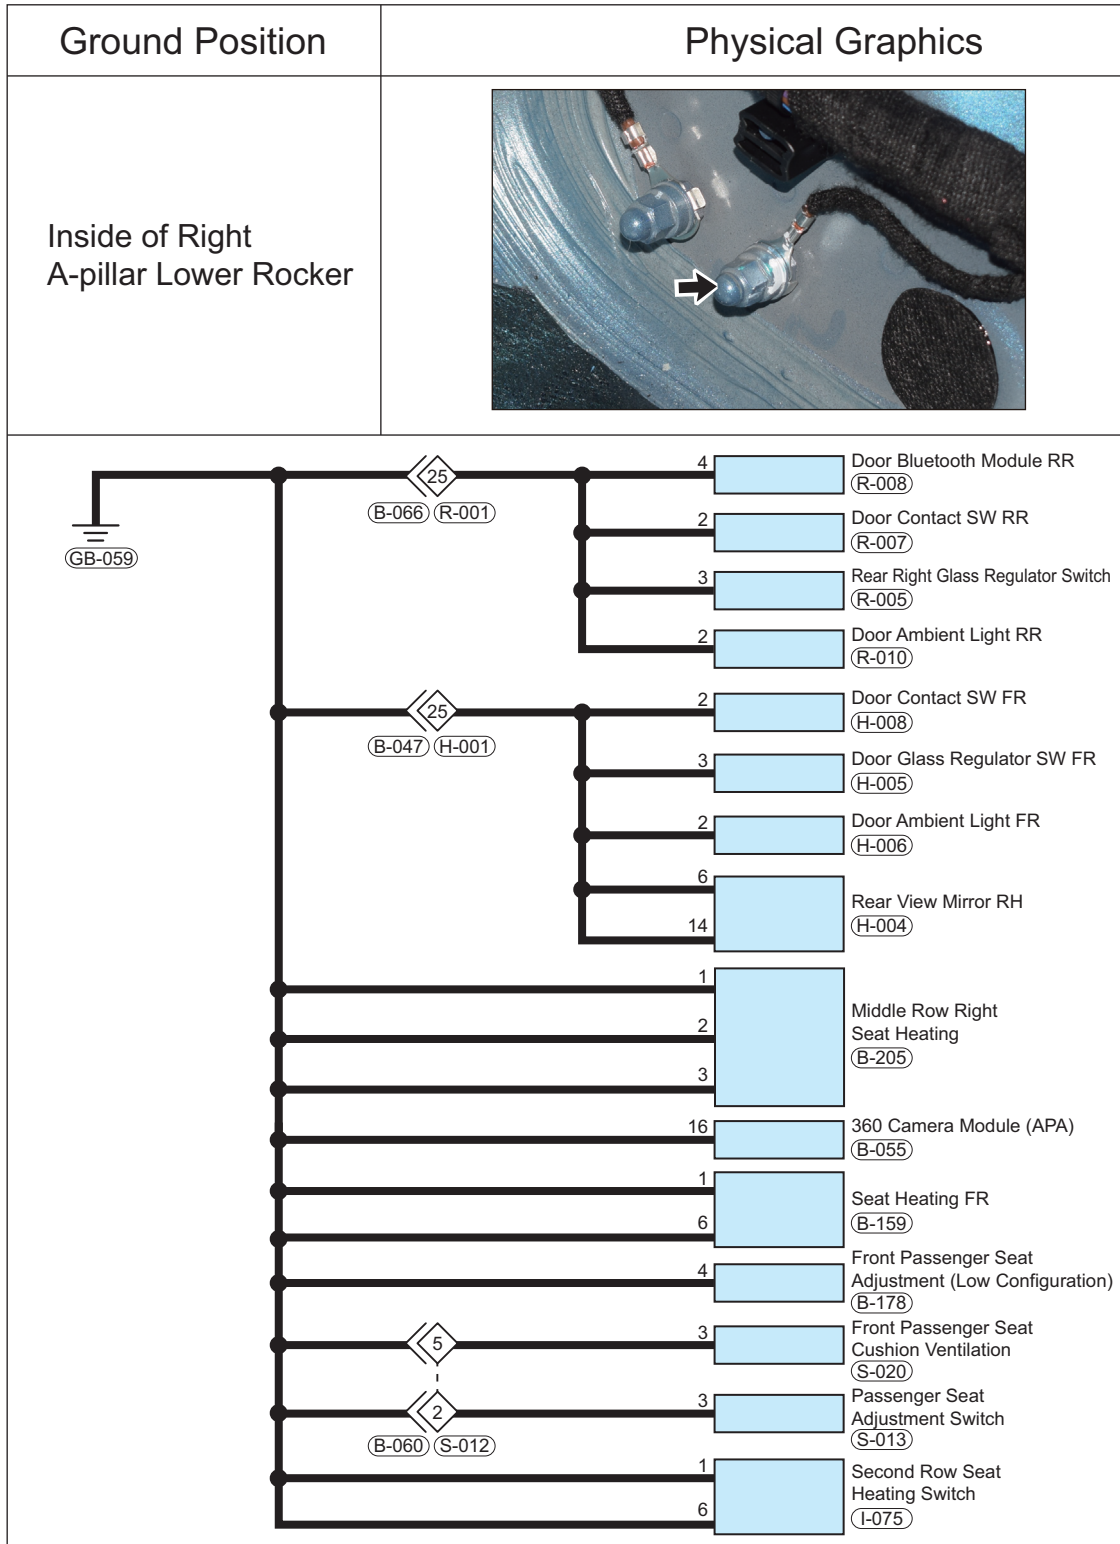 Ground Position
Physical Graphics
Inside of Right
A-pillar Lower Rocker
GB-059
25
B-066 R-001
4
Door Bluetooth Module RR
R-008
2
Door Contact SW RR
R-007
3
Rear Right Glass Regulator Switch
R-005
2
Door Ambient Light RR
R-010
25
B-047 H-001
2
Door Contact SW FR
H-008
3
Door Glass Regulator SW FR
H-005
2
Door Ambient Light FR
H-006
6
14
Rear View Mirror RH
H-004
1
2
3
Middle Row Right
Seat Heating
B-205
16
360 Camera Module (APA)
B-055
1
6
Seat Heating FR
B-159
4
Front Passenger Seat
Adjustment (Low Configuration)
B-178
5
3
Front Passenger Seat
Cushion Ventilation
S-020
2
B-060 S-012
3
Passenger Seat
Adjustment Switch
S-013
1
6
Second Row Seat
Heating Switch
I-075